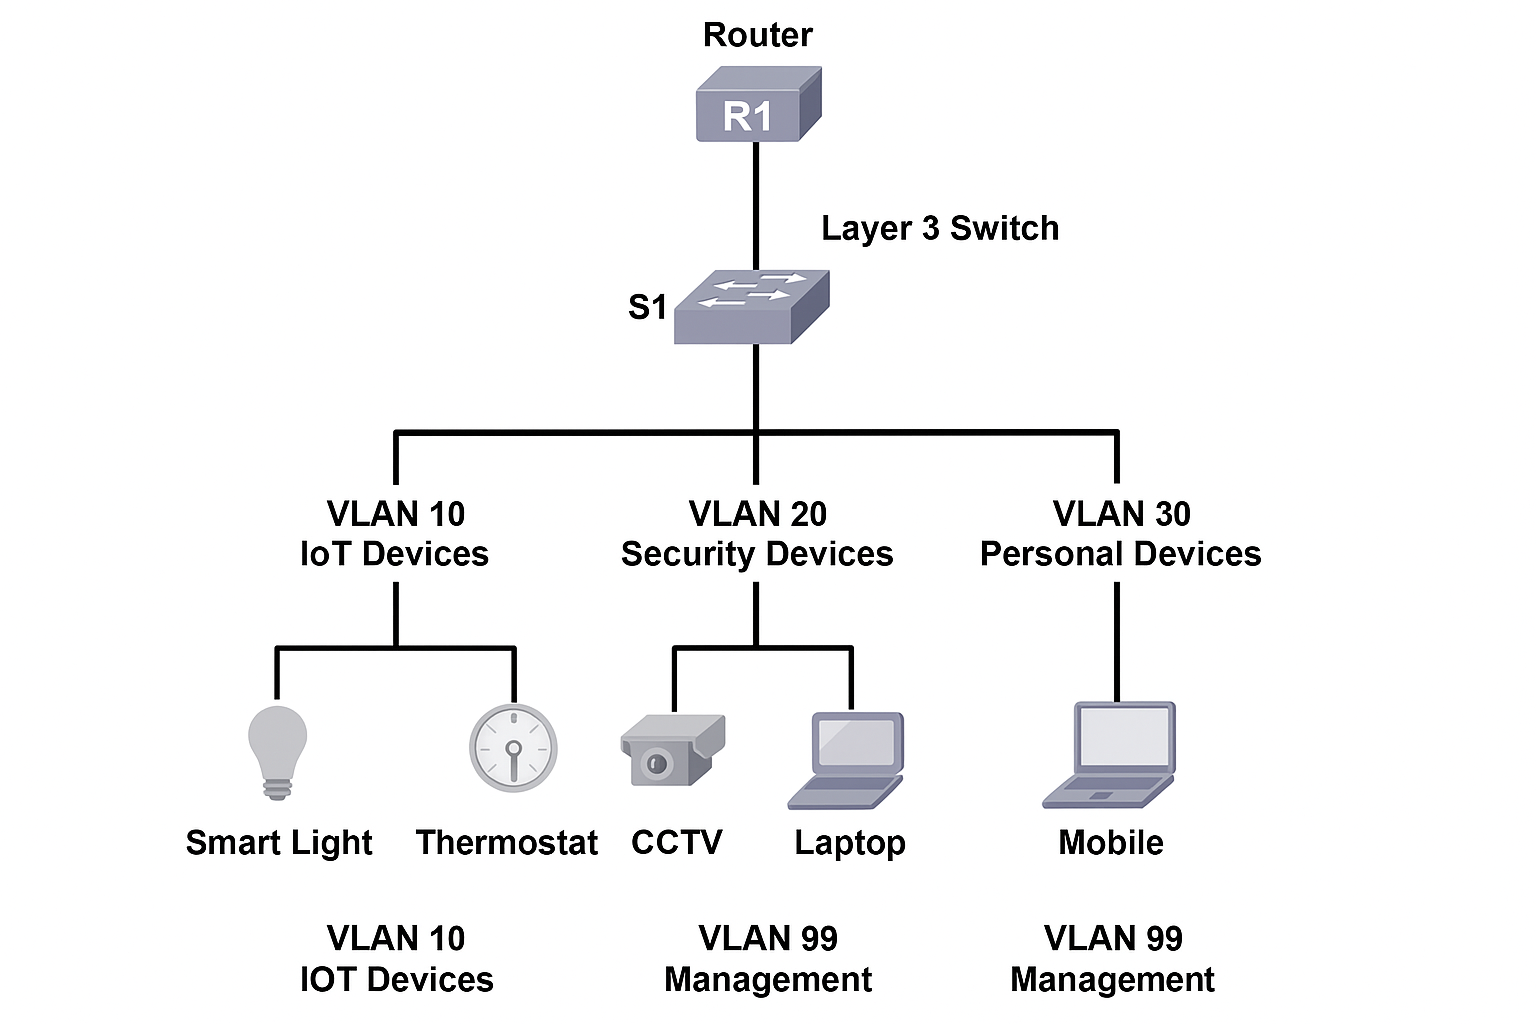 Router
R1
Layer 3 Switch
S1
VLAN 10
IoT Devices
VLAN 20
Security Devices
VLAN 30
Personal Devices
Smart Light
Thermostat
CCTV
Laptop
Mobile
VLAN 10
IOT Devices
VLAN 99
Management
VLAN 99
Management